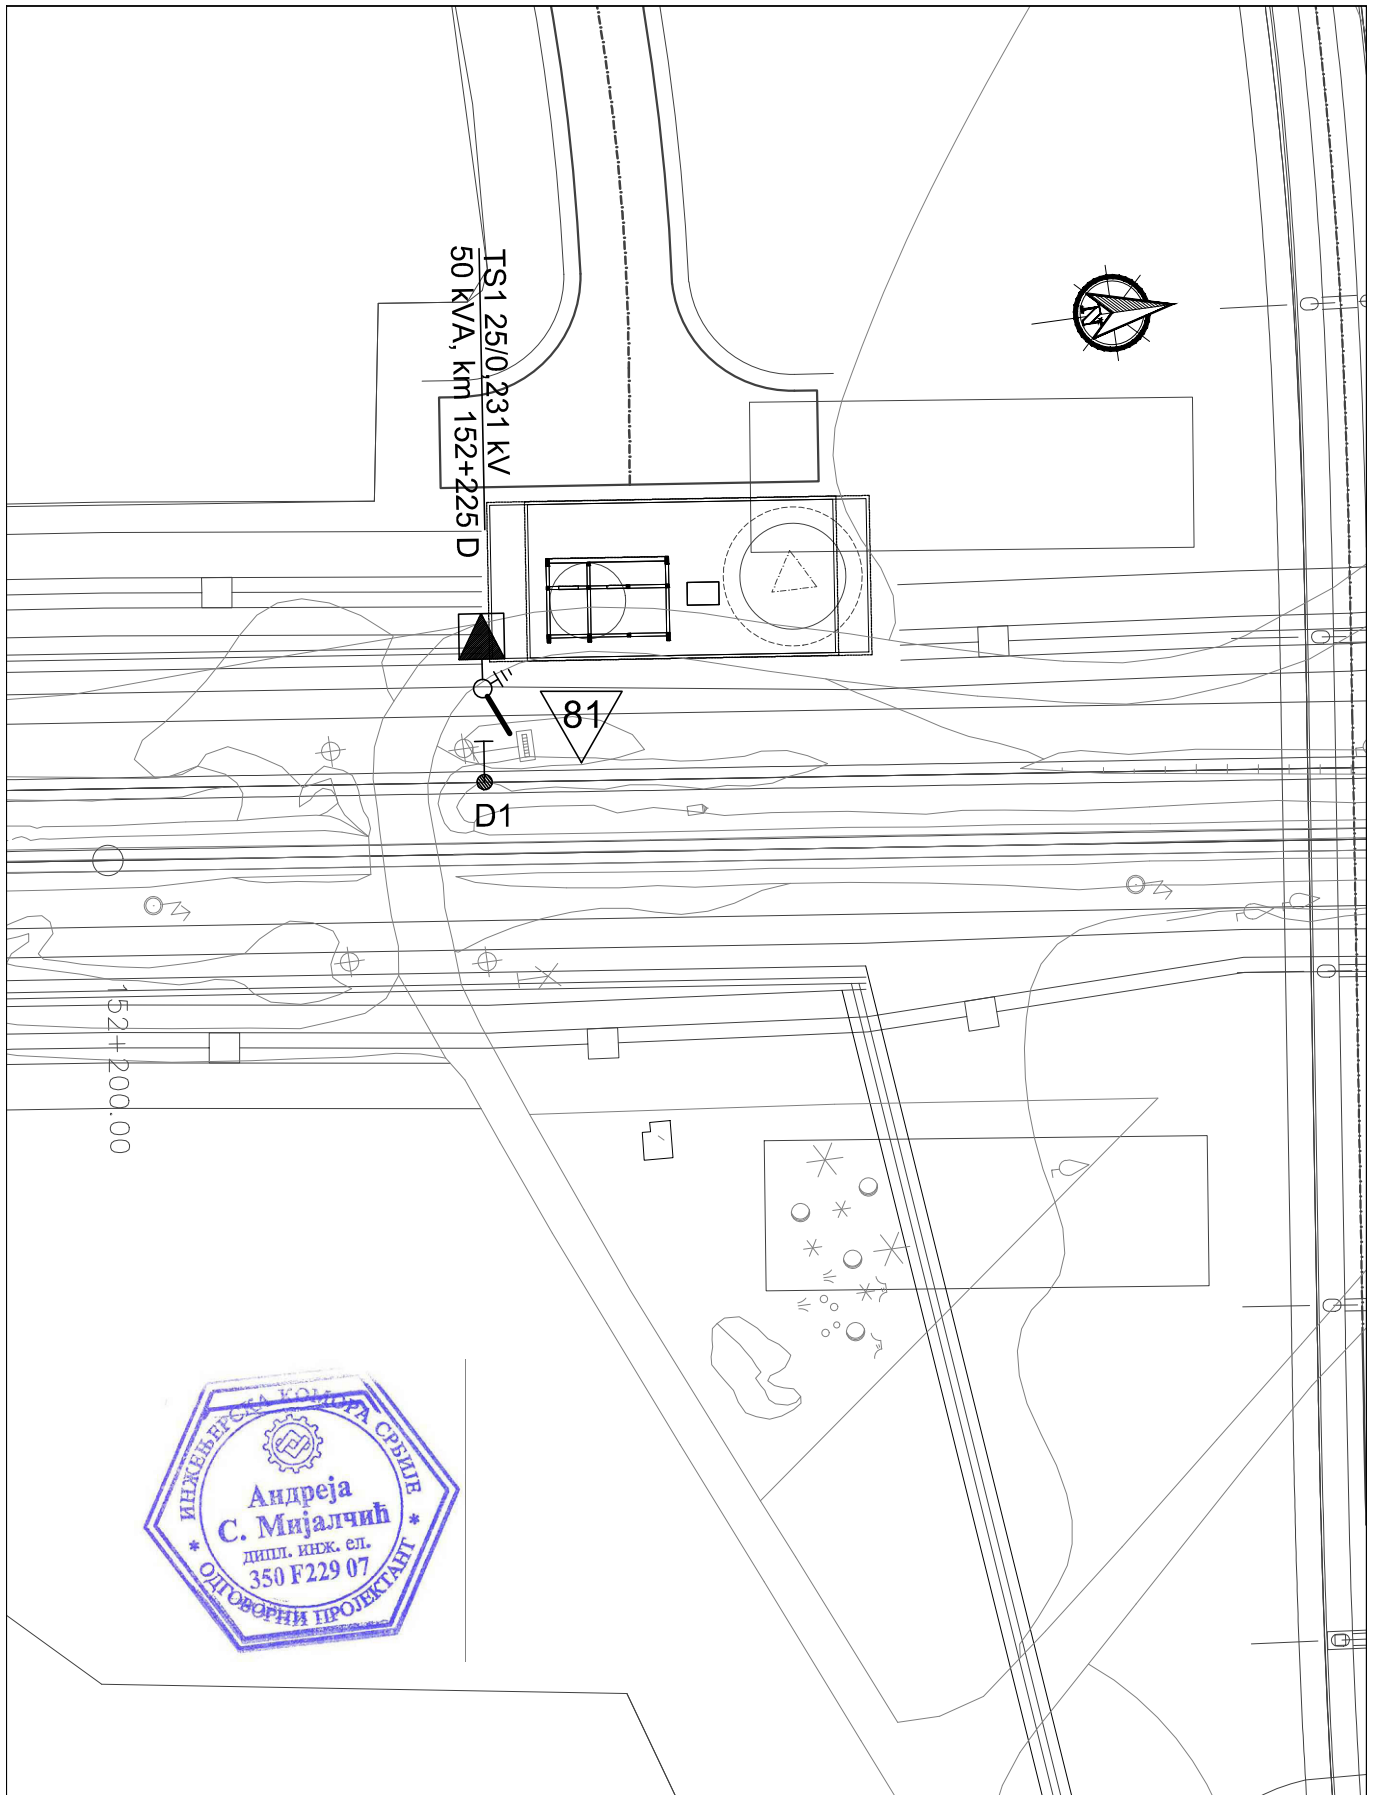 TS1 25/0,231 kV
50 kVA, km 152+225 D
81
D1
152+200.00
ИНЖЕЊЕРСКА КОМОРА СРБИЈЕ
Андреја
С. Мијалчић
дипл. инж. ел.
350 F229 07
* ОДГОВОРНИ ПРОЈЕКТАНТ *